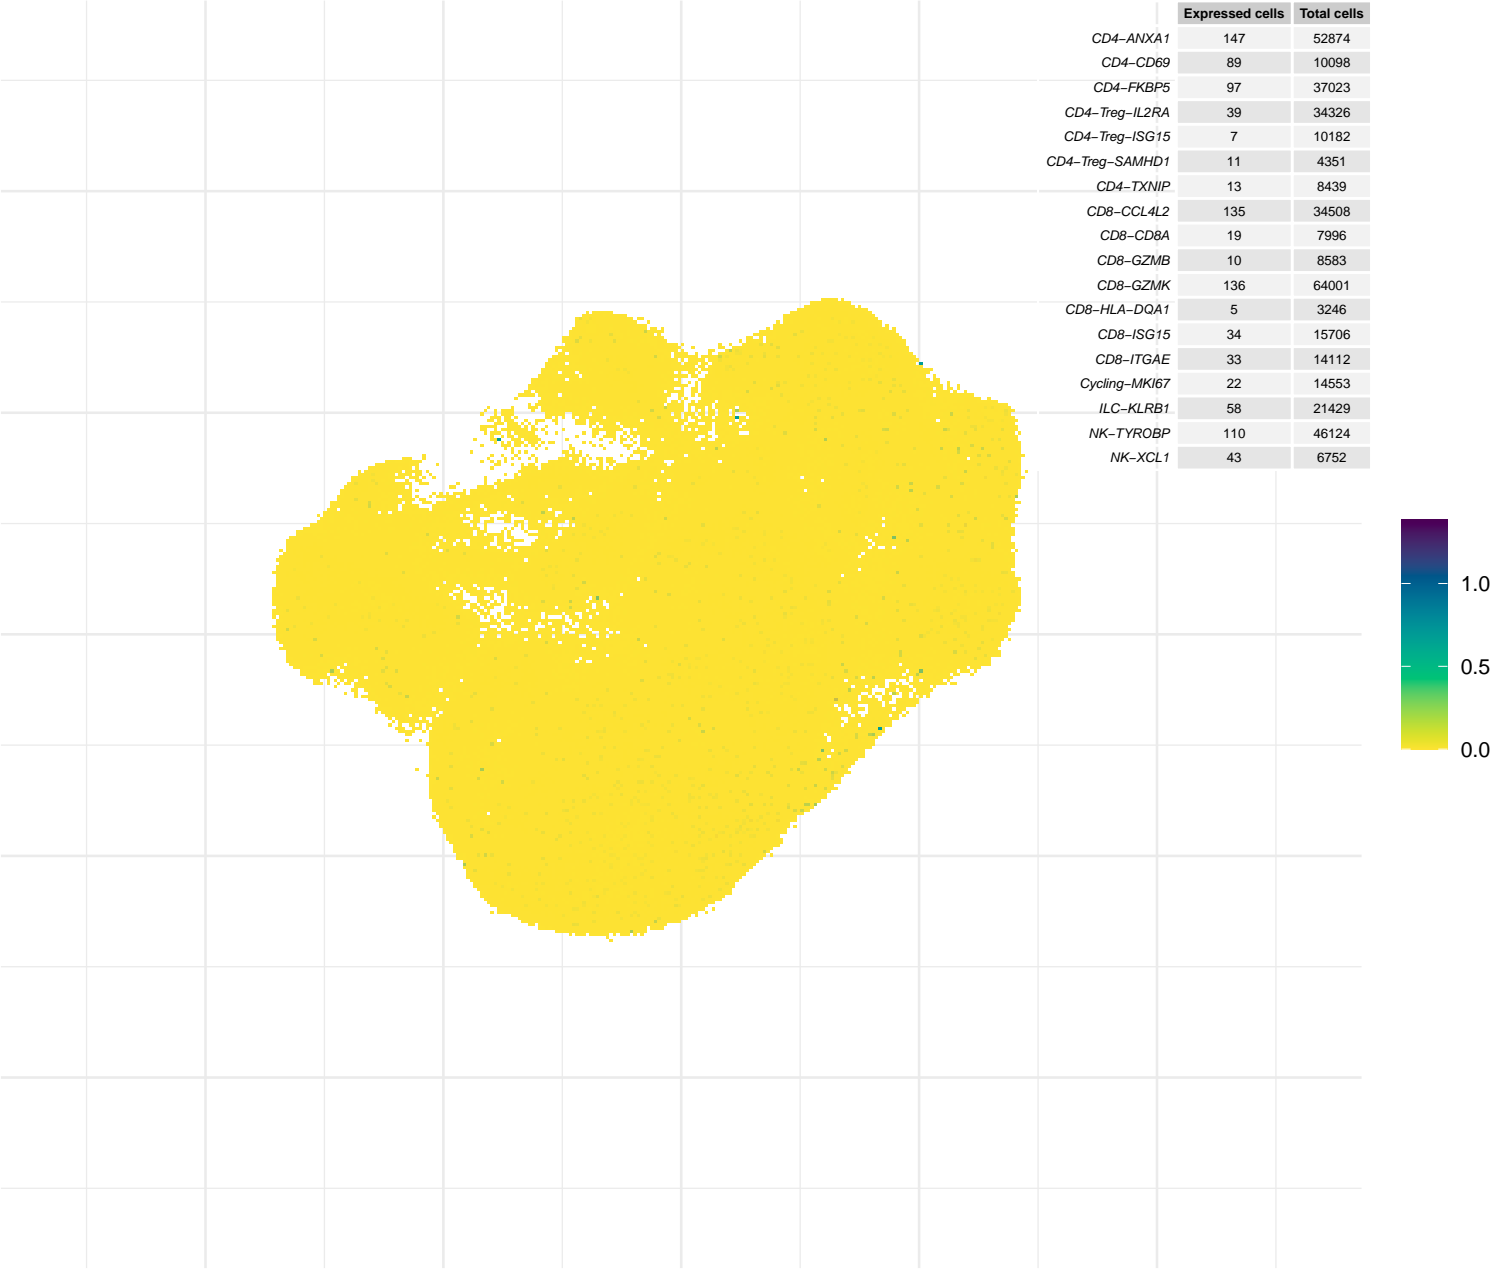 Expressed cells Total cells
CD4−ANXA1 147 52874
CD4−CD69 89 10098
CD4−FKBP5 97 37023
CD4−Treg−IL2RA 39 34326
CD4−Treg−ISG15 7 10182
CD4−Treg−SAMHD1 11 4351
CD4−TXNIP 13 8439
CD8−CCL4L2 135 34508
CD8−CD8A 19 7996
CD8−GZMB 10 8583
CD8−GZMK 136 64001
CD8−HLA−DQA1 5 3246
CD8−ISG15 34 15706
CD8−ITGAE 33 14112
Cycling−MKI67 22 14553
ILC−KLRB1 58 21429
NK−TYROBP 110 46124
NK−XCL1 43 6752
1.0
0.5
0.0